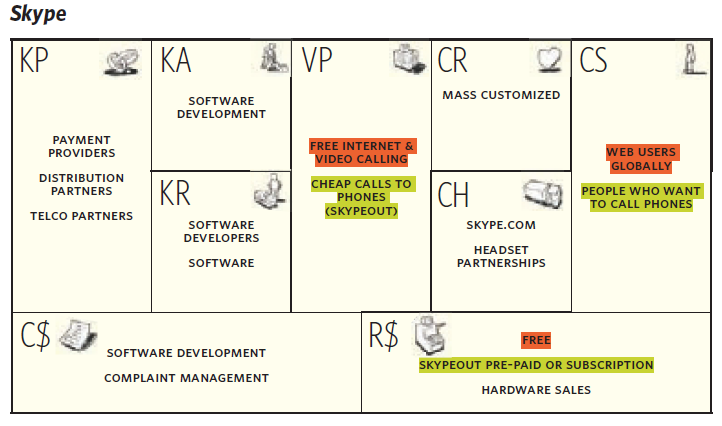 Skype
KP
PAYMENT
PROVIDERS
DISTRIBUTION
PARTNERS
TELCO PARTNERS
KA
SOFTWARE
DEVELOPMENT
KR
SOFTWARE
DEVELOPERS
SOFTWARE
VP
FREE INTERNET &
VIDEO CALLING
CHEAP CALLS TO
PHONES
(SKYPEOUT)
CR
MASS CUSTOMIZED
CH
SKYPE.COM
HEADSET
PARTNERSHIPS
CS
WEB USERS
GLOBALLY
PEOPLE WHO WANT
TO CALL PHONES
C$
SOFTWARE DEVELOPMENT
COMPLAINT MANAGEMENT
R$
FREE
SKYPEOUT PRE-PAID OR SUBSCRIPTION
HARDWARE SALES